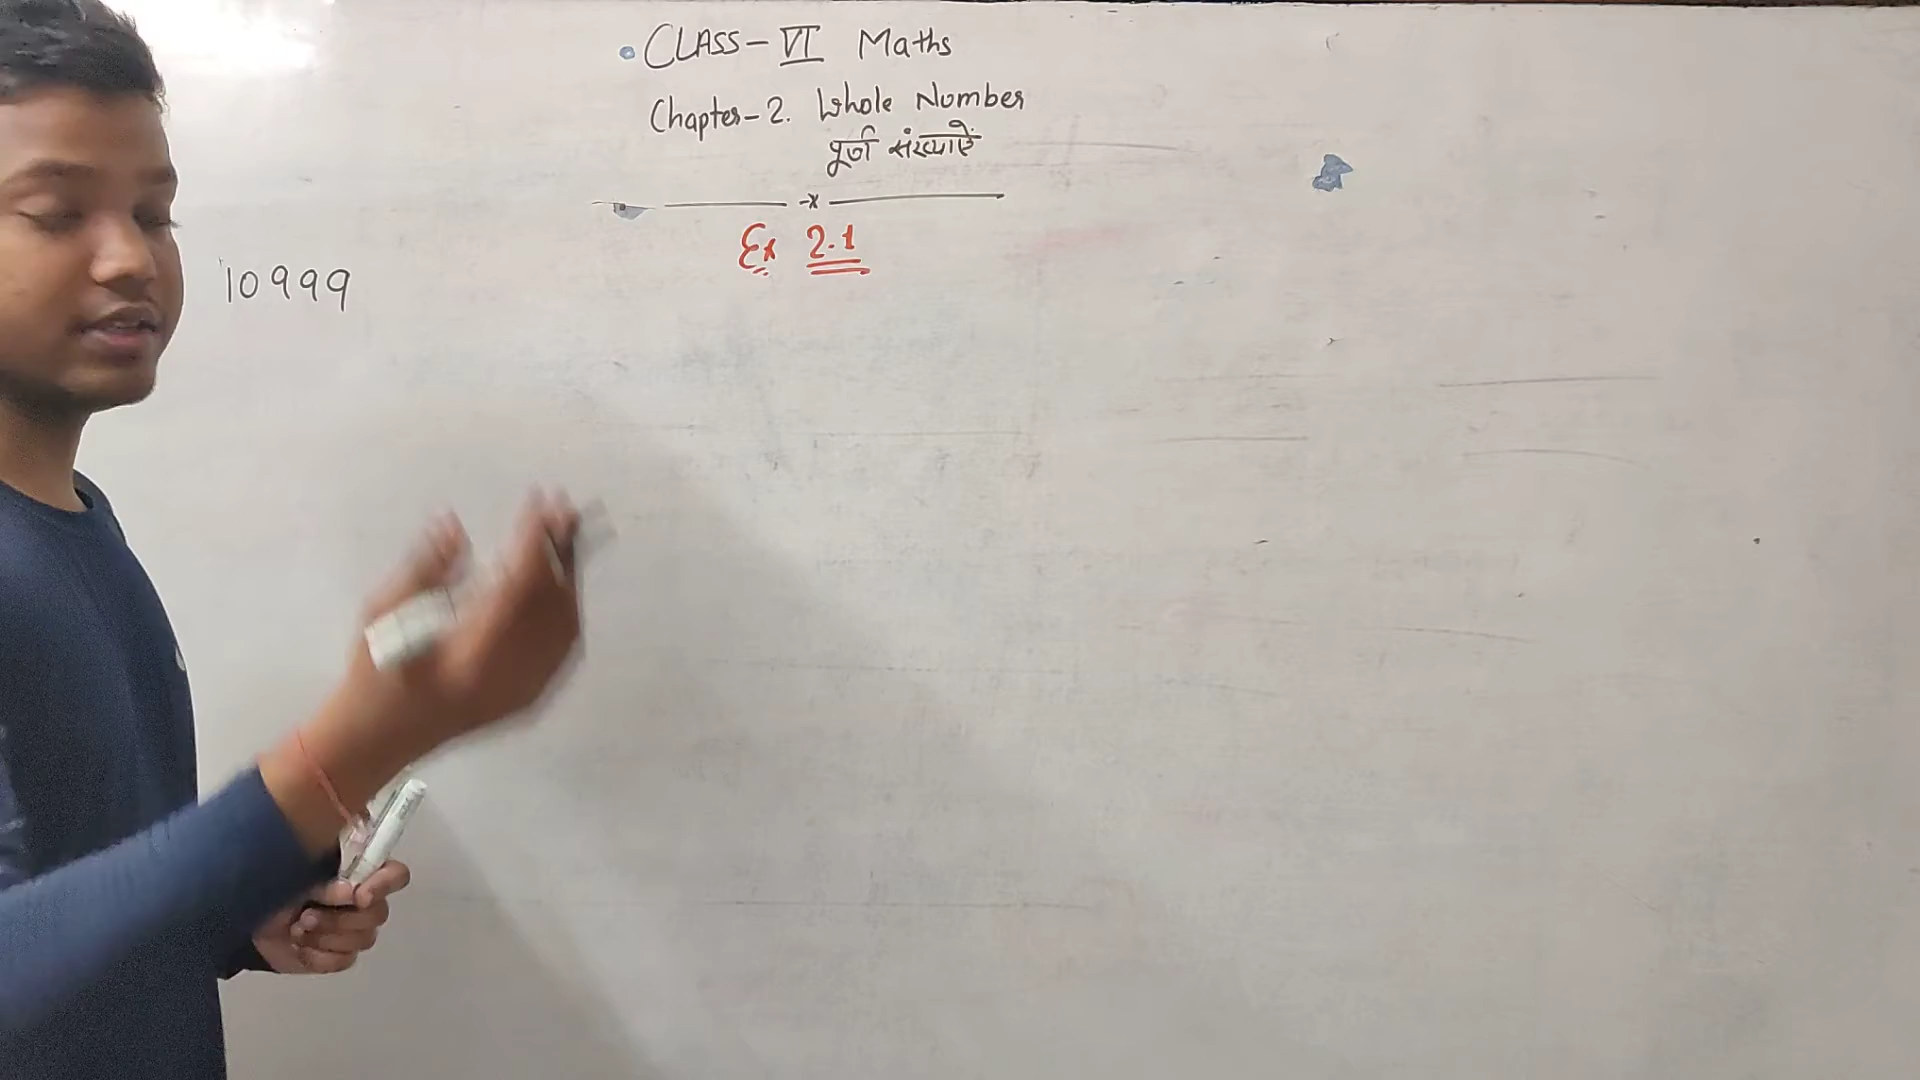 • CLASS - VI Maths
Chapter - 2. Whole Number
पूर्ण संख्याएँ
Ex 2.1
10999